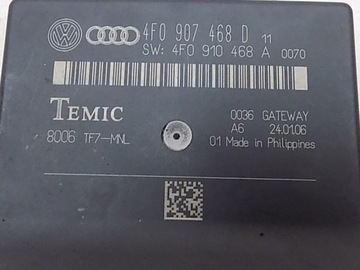 4F0 907 468 D 11
SW: 4F0 910 468 A 0070
TEMIC
8006 TF7-MNL
0036 GATEWAY
A6 24.01.06
01 Made in Philippines